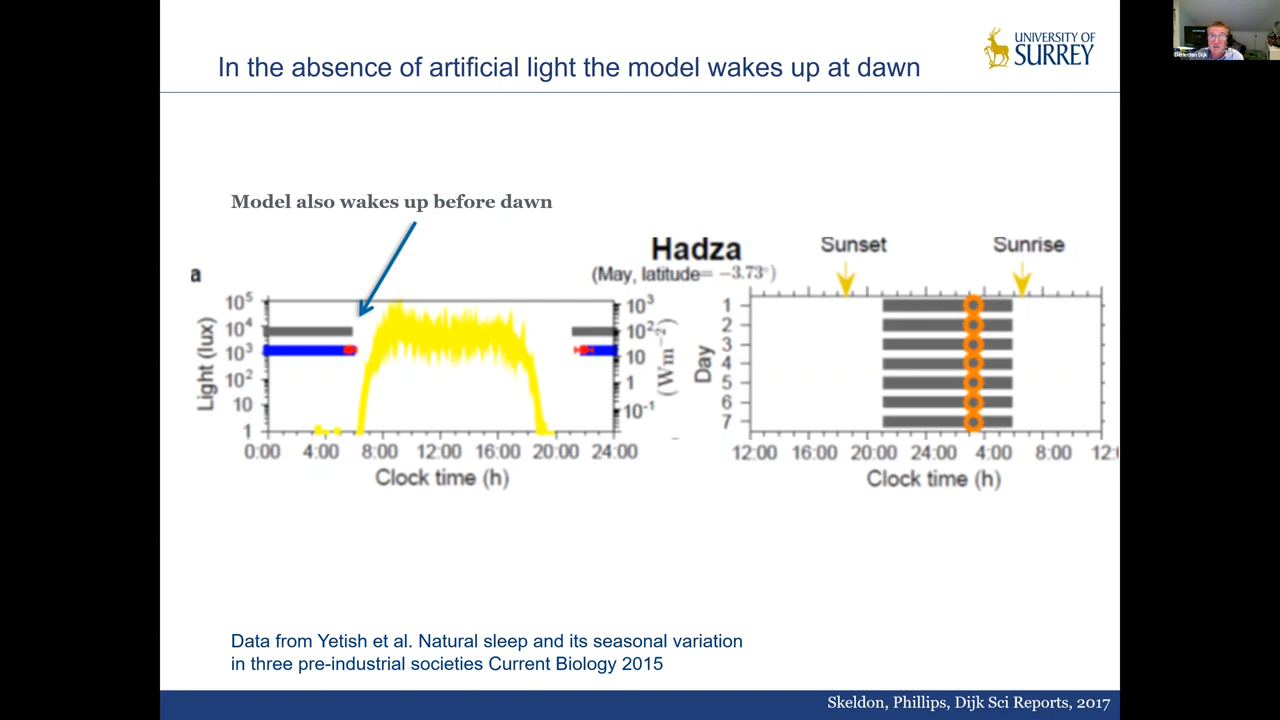 In the absence of artificial light the model wakes up at dawn
UNIVERSITY OF
SURREY
Derk-Jan Dijk
Model also wakes up before dawn
a
Hadza
(May, latitude= −3.73°)
Sunset
Sunrise
Light (lux)
10⁵
10⁴
10³
10²
10
1
0:00 4:00 8:00 12:00 16:00 20:00 24:00
Clock time (h)
10³
10²
10
1
10⁻¹
(Wm⁻²)
Day
1
2
3
4
5
6
7
12:00 16:00 20:00 24:00 4:00 8:00 12:
Clock time (h)
Data from Yetish et al. Natural sleep and its seasonal variation
in three pre-industrial societies Current Biology 2015
Skeldon, Phillips, Dijk Sci Reports, 2017